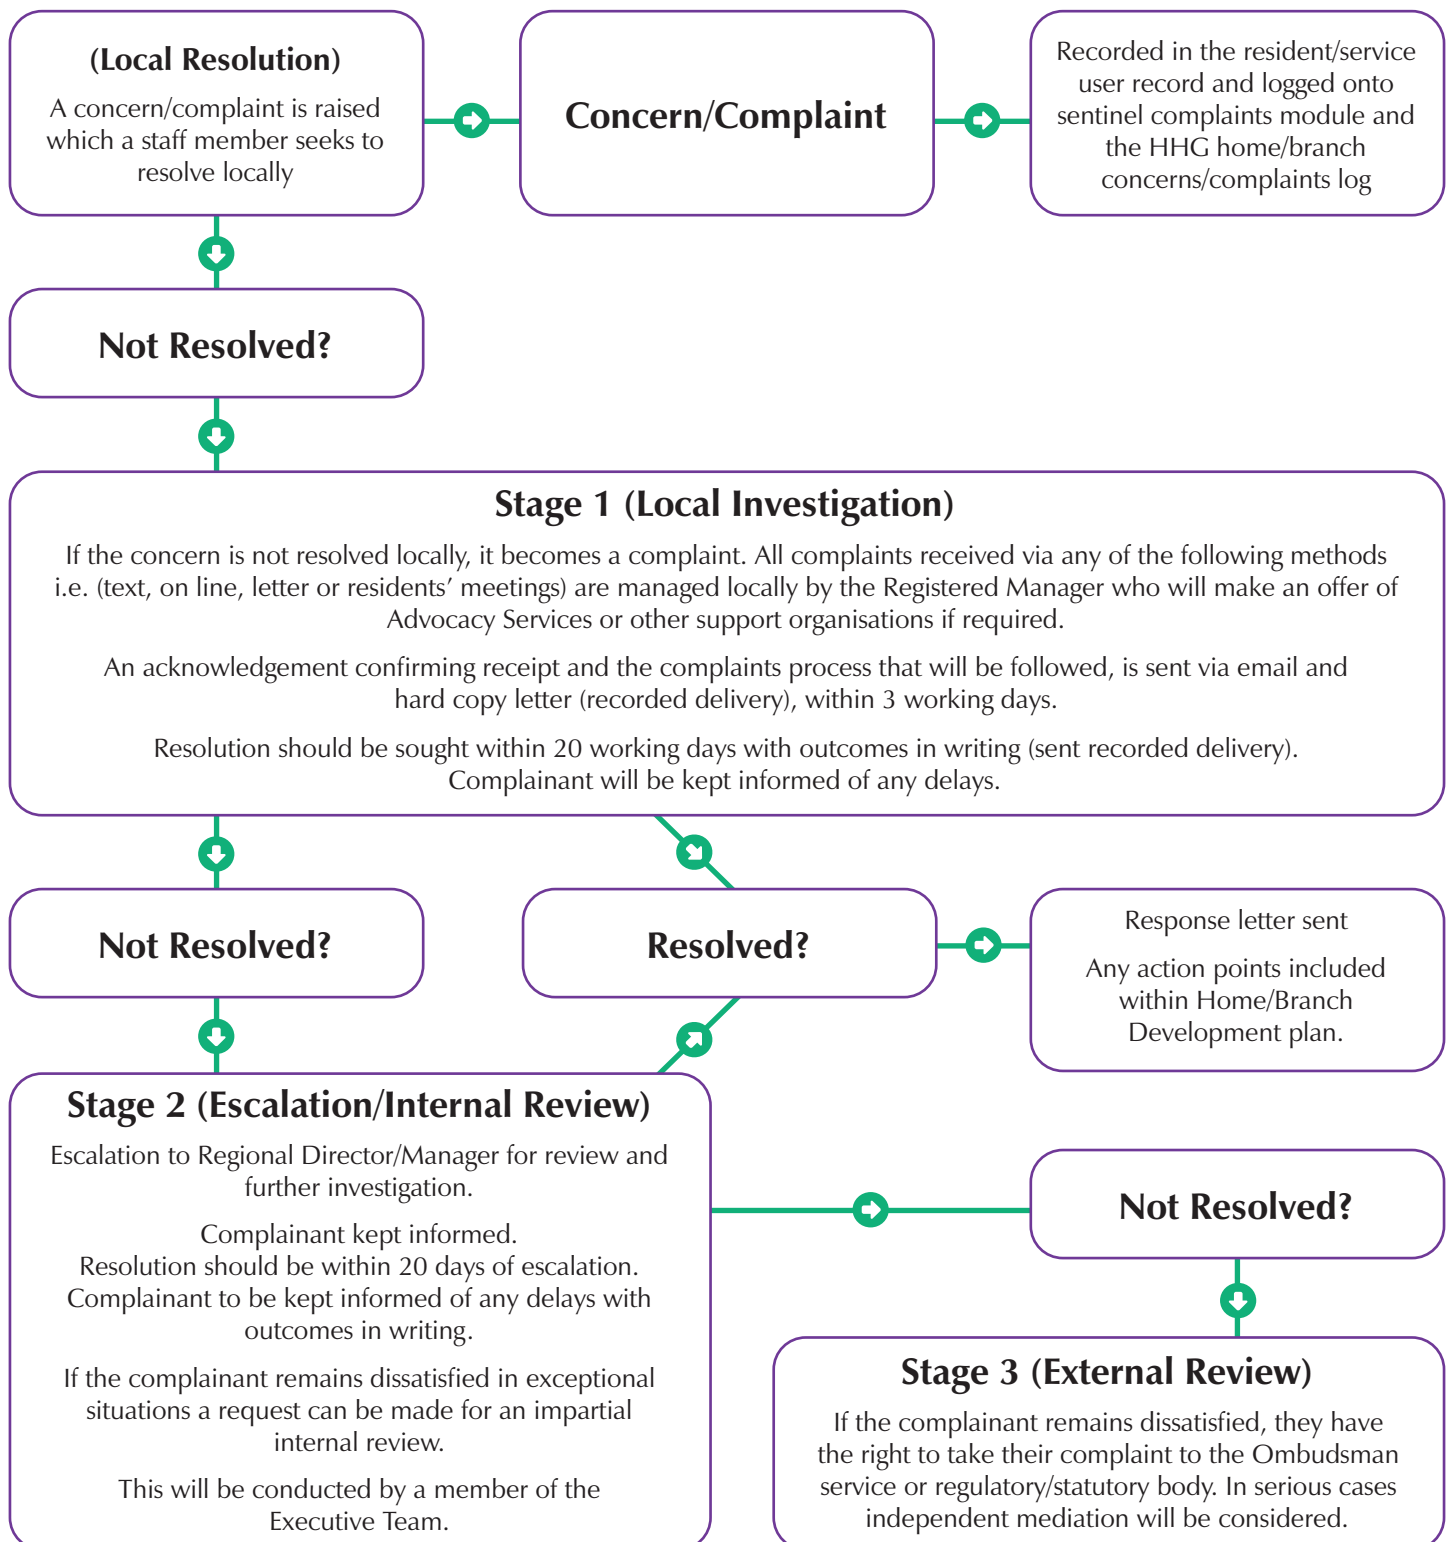 (Local Resolution)
A concern/complaint is raised
which a staff member seeks to
resolve locally
Concern/Complaint
Recorded in the resident/service
user record and logged onto
sentinel complaints module and
the HHG home/branch
concerns/complaints log
Not Resolved?
Stage 1 (Local Investigation)
If the concern is not resolved locally, it becomes a complaint. All complaints received via any of the following methods
i.e. (text, on line, letter or residents’ meetings) are managed locally by the Registered Manager who will make an offer of
Advocacy Services or other support organisations if required.
An acknowledgement confirming receipt and the complaints process that will be followed, is sent via email and
hard copy letter (recorded delivery), within 3 working days.
Resolution should be sought within 20 working days with outcomes in writing (sent recorded delivery).
Complainant will be kept informed of any delays.
Not Resolved?
Resolved?
Response letter sent
Any action points included
within Home/Branch
Development plan.
Stage 2 (Escalation/Internal Review)
Escalation to Regional Director/Manager for review and
further investigation.
Complainant kept informed.
Resolution should be within 20 days of escalation.
Complainant to be kept informed of any delays with
outcomes in writing.
If the complainant remains dissatisfied in exceptional
situations a request can be made for an impartial
internal review.
This will be conducted by a member of the
Executive Team.
Not Resolved?
Stage 3 (External Review)
If the complainant remains dissatisfied, they have
the right to take their complaint to the Ombudsman
service or regulatory/statutory body. In serious cases
independent mediation will be considered.